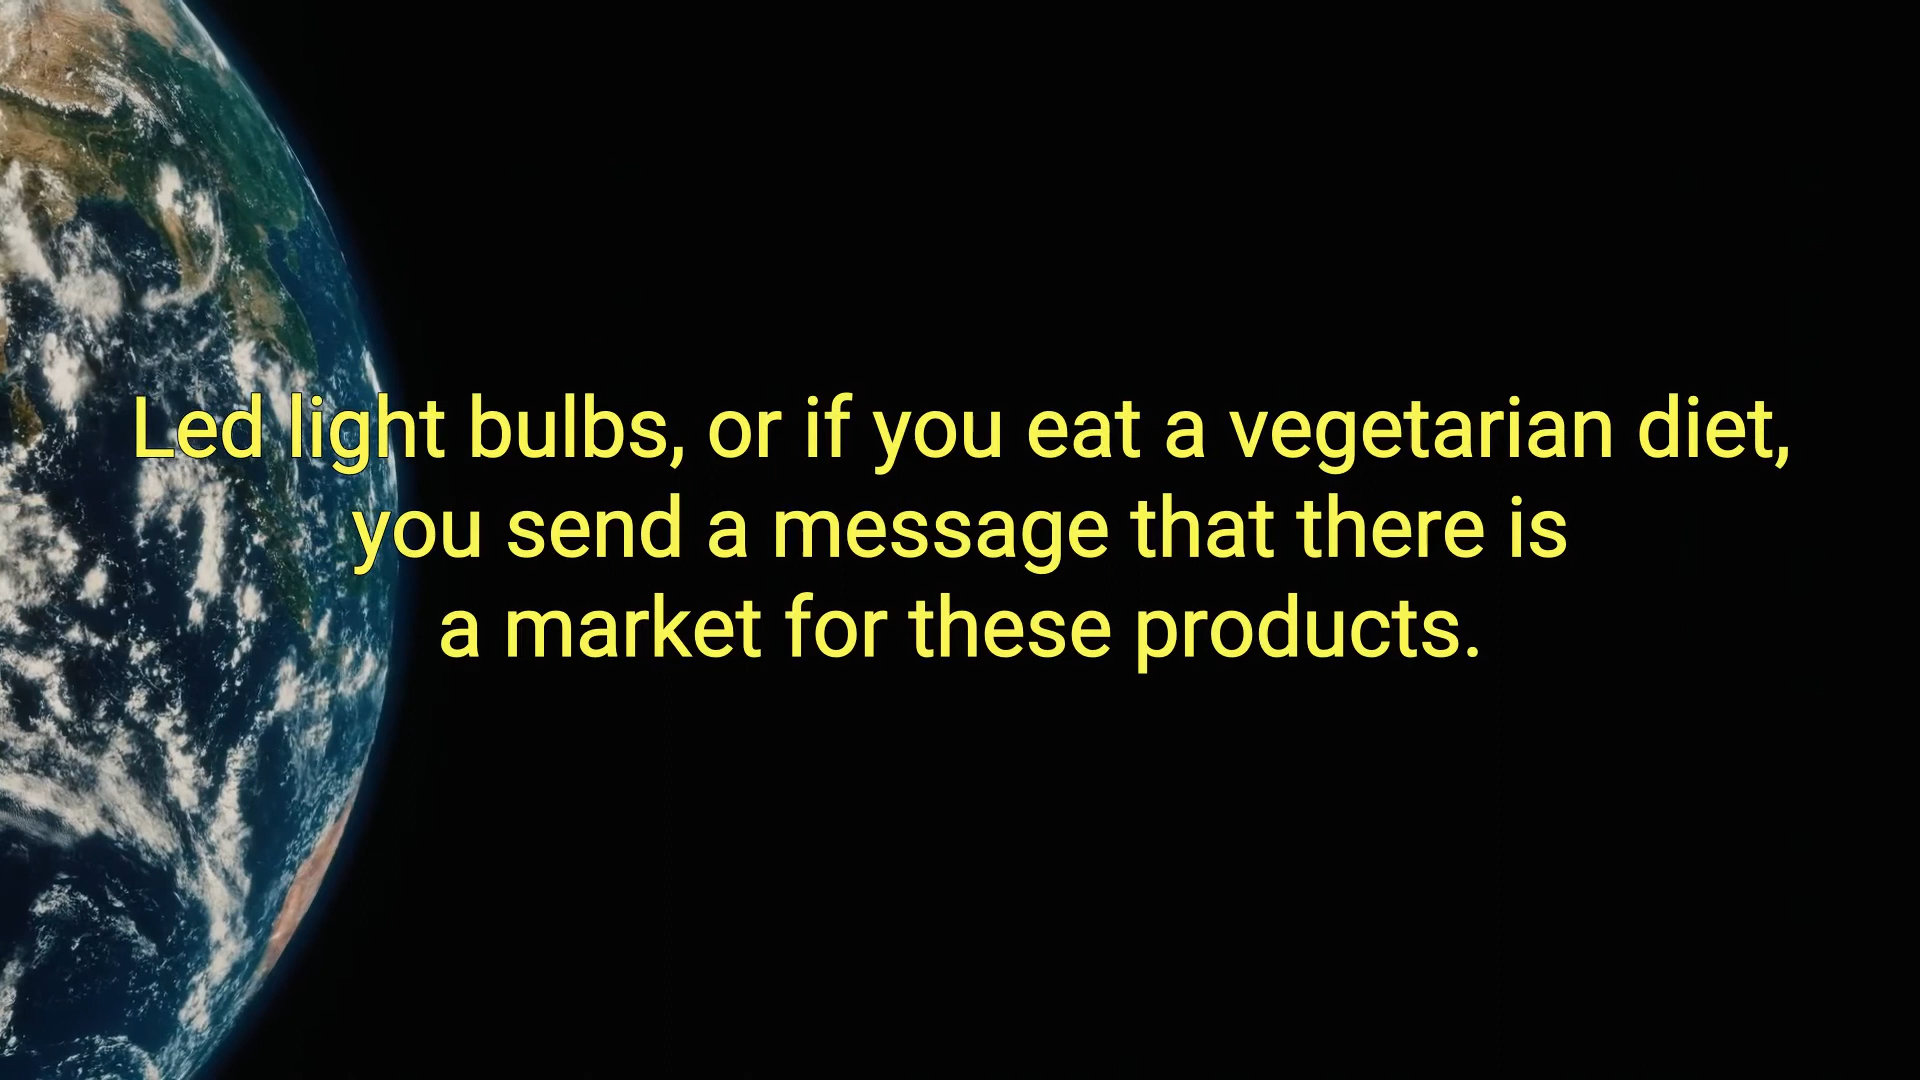 Led light bulbs, or if you eat a vegetarian diet,
you send a message that there is
a market for these products.